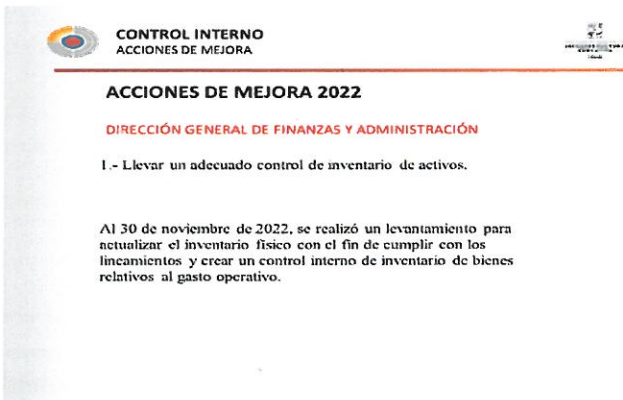 CONTROL INTERNO
ACCIONES DE MEJORA
ACCIONES DE MEJORA 2022
DIRECCIÓN GENERAL DE FINANZAS Y ADMINISTRACIÓN
1.- Llevar un adecuado control de inventario de activos.
Al 30 de noviembre de 2022, se realizó un levantamiento para
actualizar el inventario físico con el fin de cumplir con los
lineamientos y crear un control interno de inventario de bienes
relativos al gasto operativo.